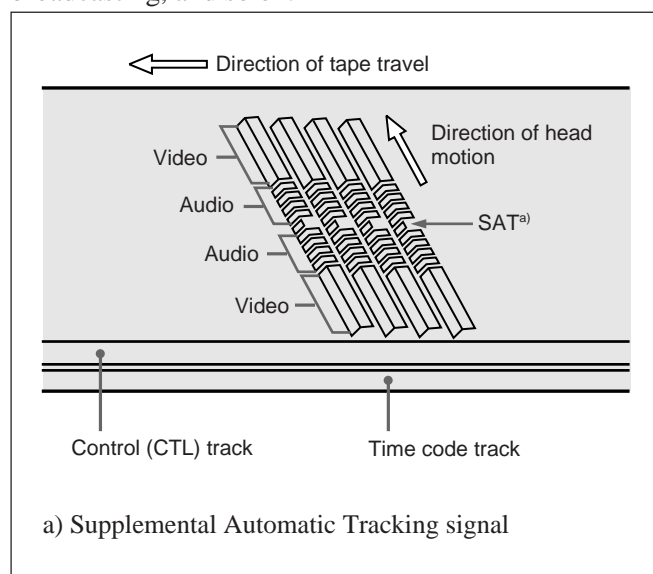 Direction of tape travel
Direction of head
motion
Video
Audio
SATa)
Audio
Video
Control (CTL) track
Time code track
a) Supplemental Automatic Tracking signal